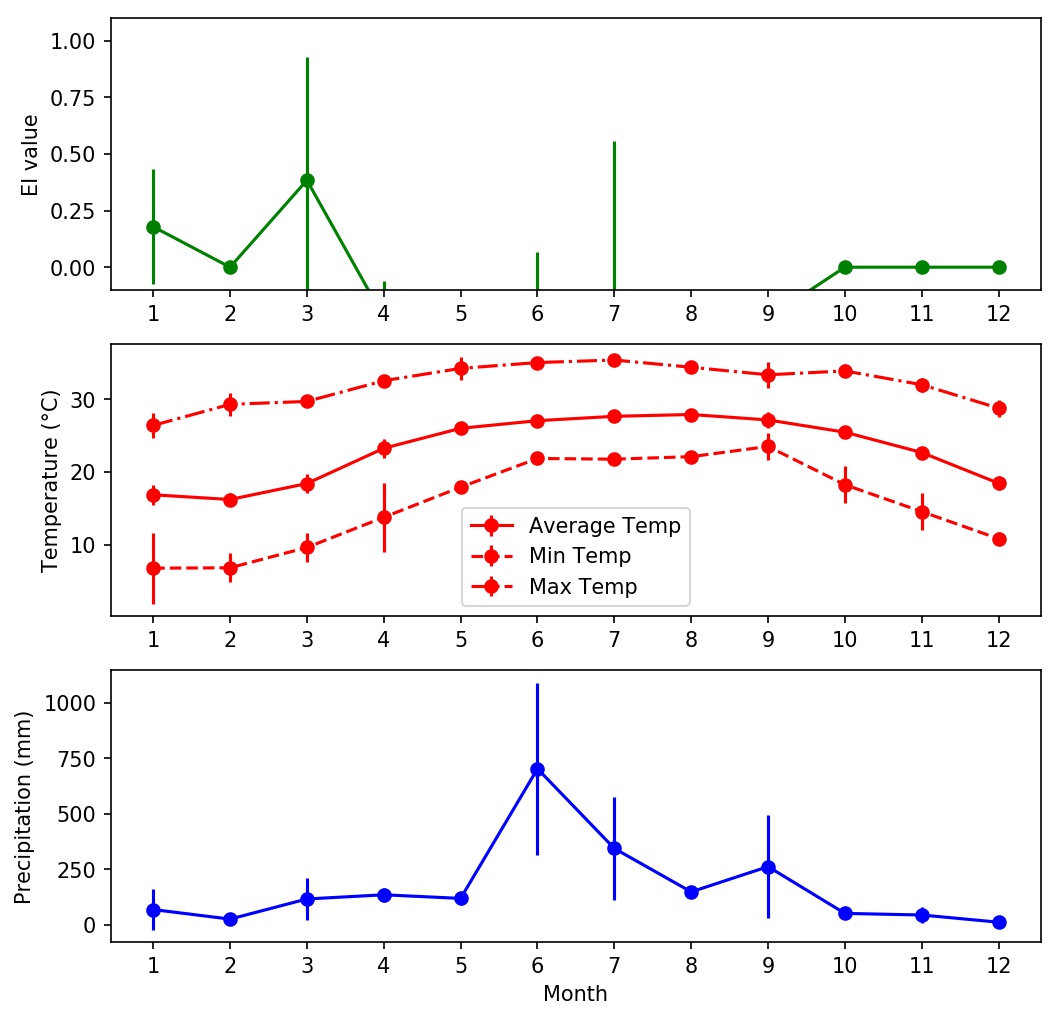 EI value
1.00
0.75
0.50
0.25
0.00
1 2 3 4 5 6 7 8 9 10 11 12
Temperature (°C)
30
20
10
Average Temp
Min Temp
Max Temp
1 2 3 4 5 6 7 8 9 10 11 12
Precipitation (mm)
1000
750
500
250
0
1 2 3 4 5 6 7 8 9 10 11 12
Month